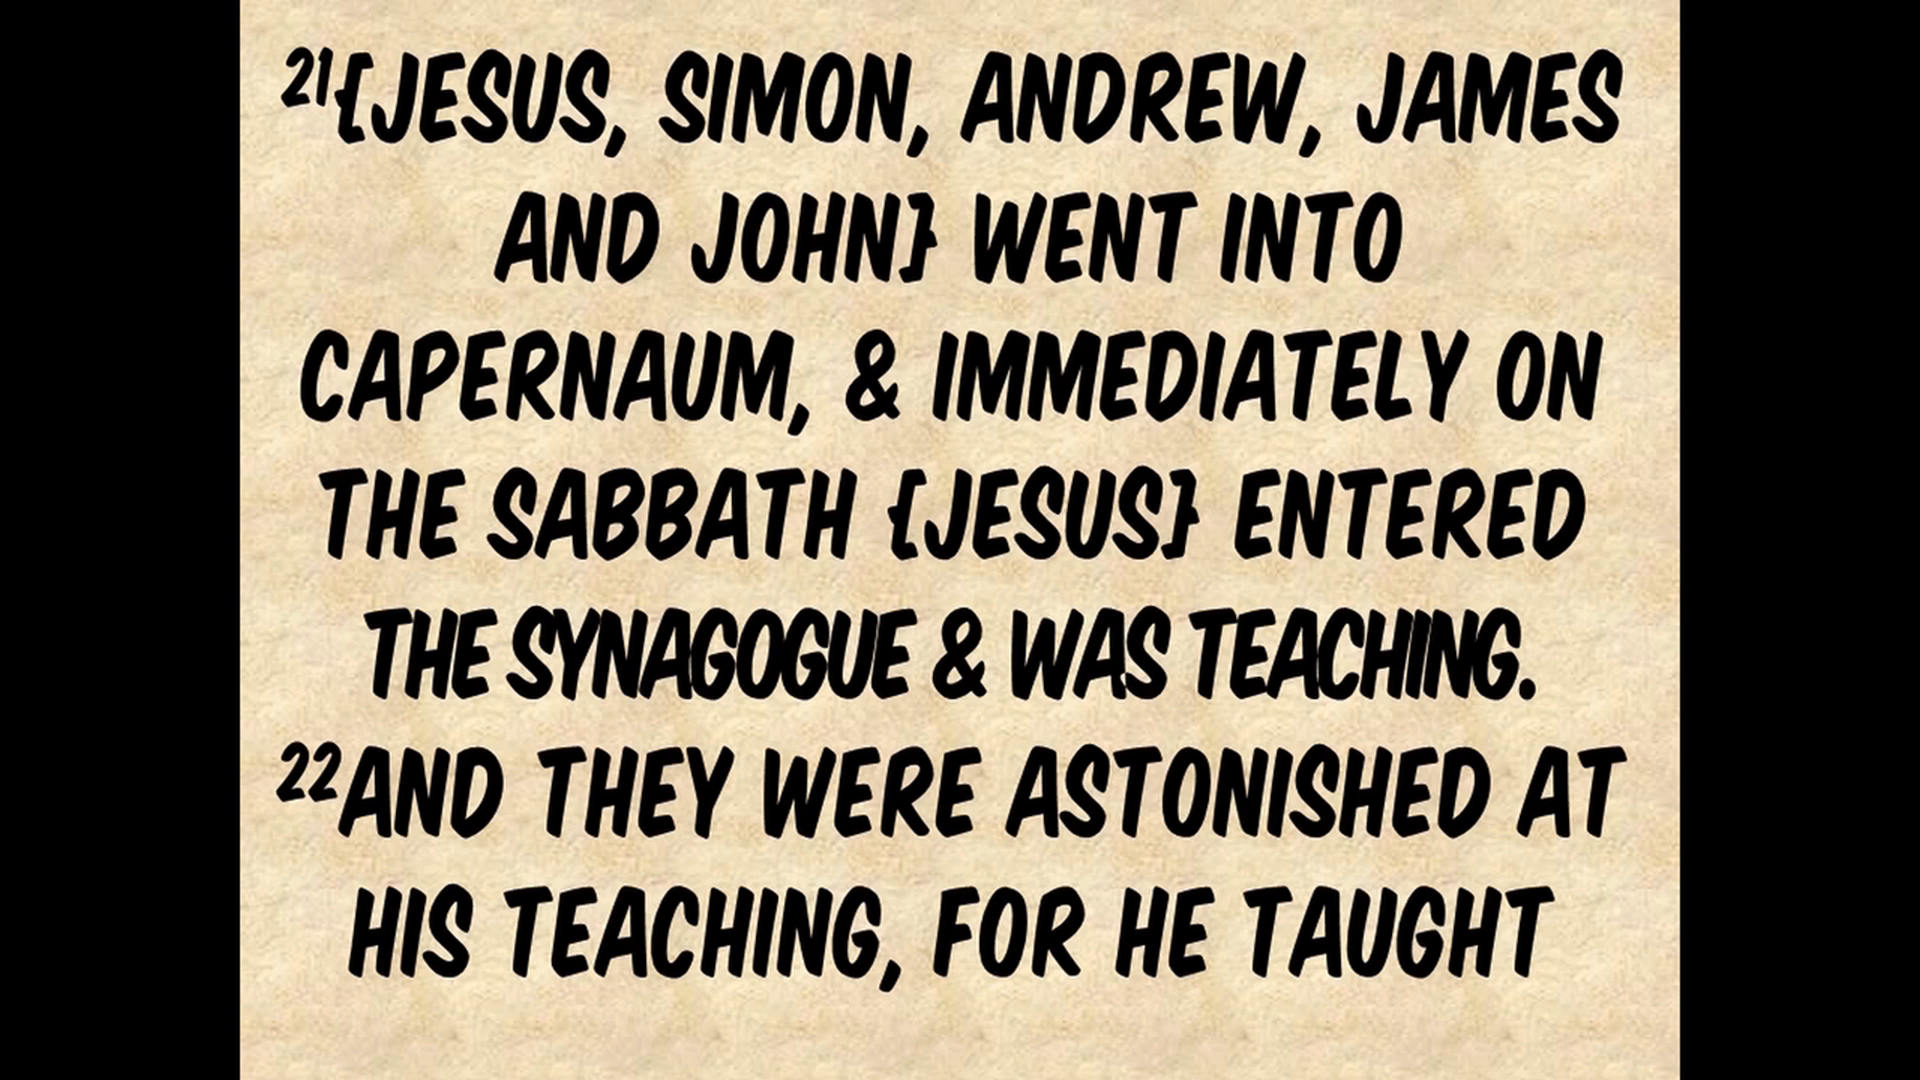 ²¹{JESUS, SIMON, ANDREW, JAMES
AND JOHN} WENT INTO
CAPERNAUM, & IMMEDIATELY ON
THE SABBATH {JESUS} ENTERED
THE SYNAGOGUE & WAS TEACHING.
²²AND THEY WERE ASTONISHED AT
HIS TEACHING, FOR HE TAUGHT